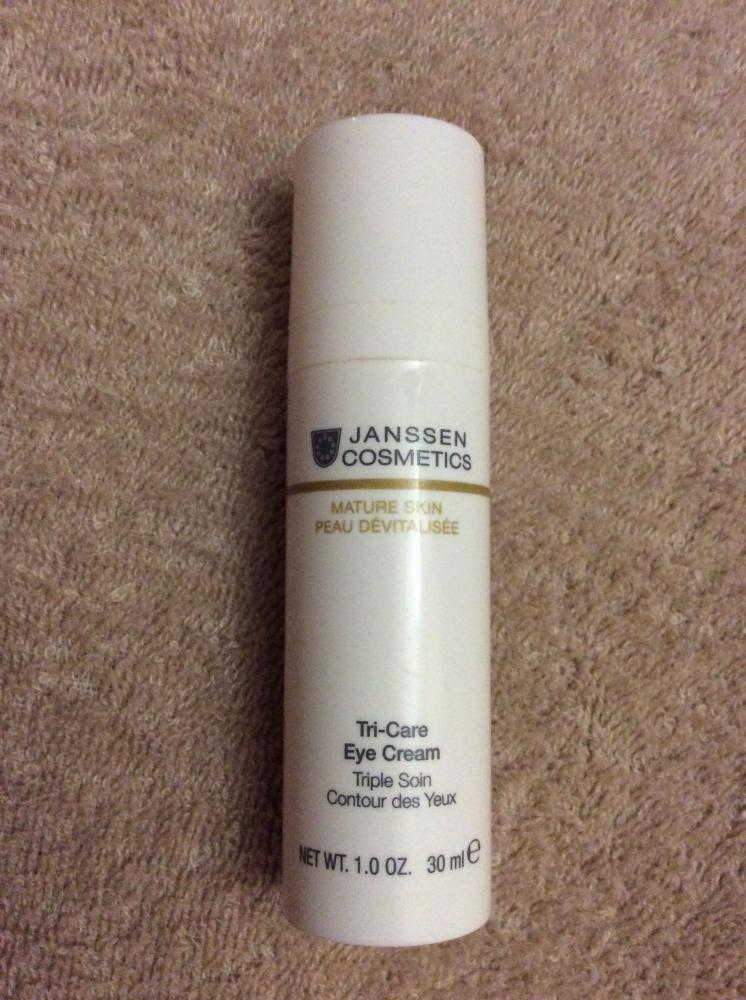 JANSSEN
COSMETICS
MATURE SKIN
PEAU DÉVITALISÉE
Tri-Care
Eye Cream
Triple Soin
Contour des Yeux
NET WT. 1.0 OZ. 30 ml ℮